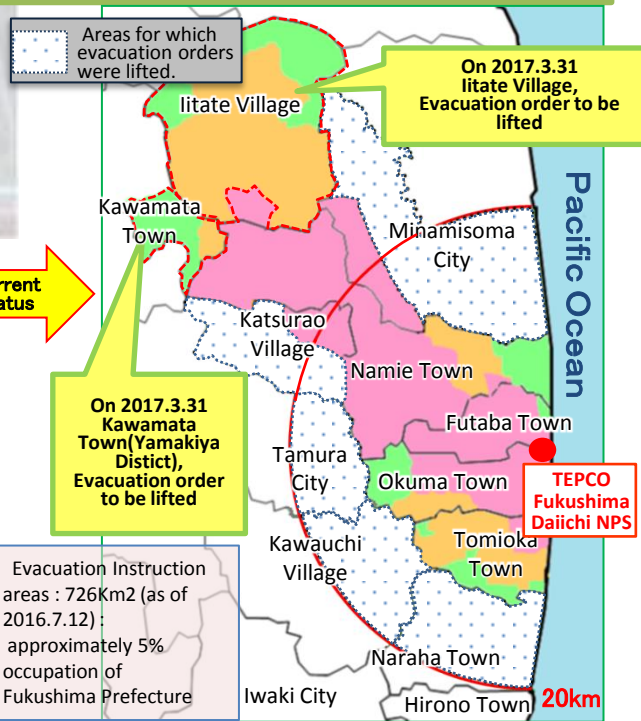 Areas for which
evacuation orders
were lifted.
On 2017.3.31
Iitate Village,
Evacuation order to be
lifted
Iitate Village
Kawamata
Town
Minamisoma
City
Pacific Ocean
rrent
atus
Katsurao
Village
Namie Town
On 2017.3.31
Kawamata
Town(Yamakiya
Distict),
Evacuation order
to be lifted
Futaba Town
Tamura
City
Okuma Town
TEPCO
Fukushima
Daiichi NPS
Kawauchi
Village
Tomioka
Town
Evacuation Instruction
areas : 726Km2 (as of
2016.7.12) :
approximately 5%
occupation of
Fukushima Prefecture
Naraha Town
Iwaki City
Hirono Town
20km